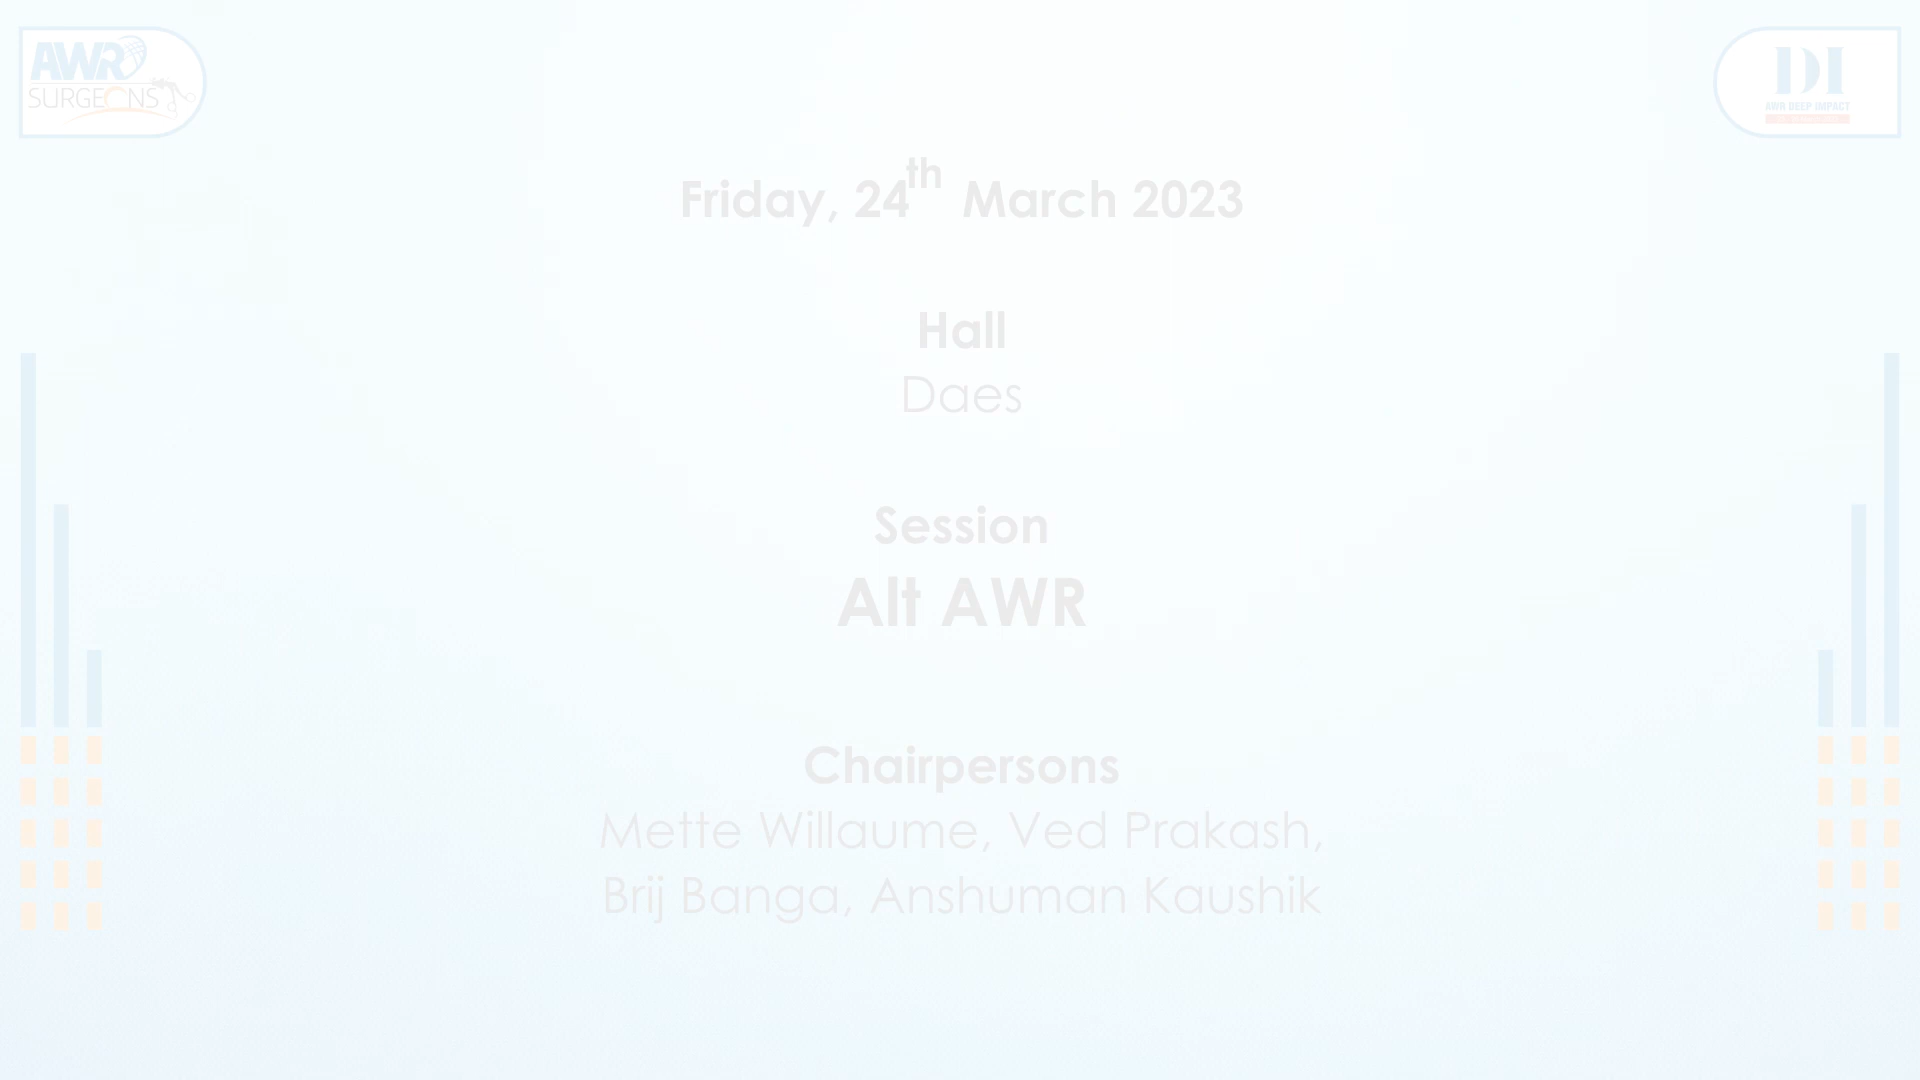 AWR
SURGEONS
DI
AWR DEEP IMPACT
Friday, 24th March 2023
Hall
Daes
Session
Alt AWR
Chairpersons
Mette Willaume, Ved Prakash,
Brij Banga, Anshuman Kaushik